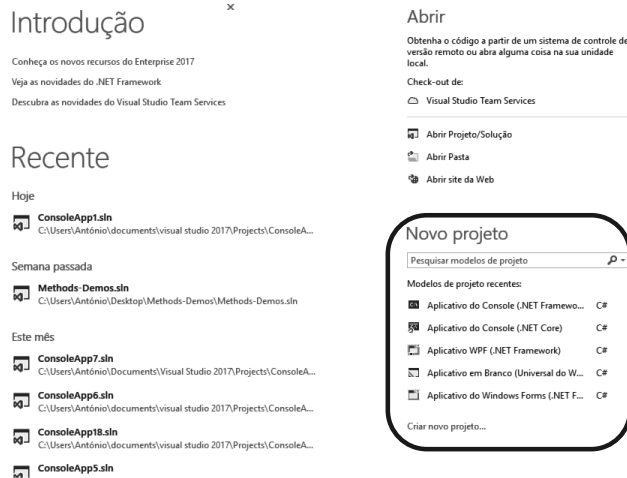 Introdução
Conheça os novos recursos do Enterprise 2017
Veja as novidades do .NET Framework
Descubra as novidades do Visual Studio Team Services
Recente
Hoje
ConsoleApp1.sln
C:\Users\António\documents\visual studio 2017\Projects\ConsoleA...
Semana passada
Methods-Demos.sln
C:\Users\António\Desktop\Methods-Demos\Methods-Demos.sln
Este mês
ConsoleApp7.sln
C:\Users\António\Documents\Visual Studio 2017\Projects\ConsoleA...
ConsoleApp6.sln
C:\Users\António\documents\visual studio 2017\Projects\ConsoleA...
ConsoleApp18.sln
C:\Users\António\documents\visual studio 2017\Projects\ConsoleA...
ConsoleApp5.sln
Abrir
Obtenha o código a partir de um sistema de controle de
versão remoto ou abra alguma coisa na sua unidade
local.
Check-out de:
Visual Studio Team Services
Abrir Projeto/Solução
Abrir Pasta
Abrir site da Web
Novo projeto
Pesquisar modelos de projeto
Modelos de projeto recentes:
Aplicativo do Console (.NET Framewo... C#
Aplicativo do Console (.NET Core) C#
Aplicativo WPF (.NET Framework) C#
Aplicativo em Branco (Universal do W... C#
Aplicativo do Windows Forms (.NET F... C#
Criar novo projeto...